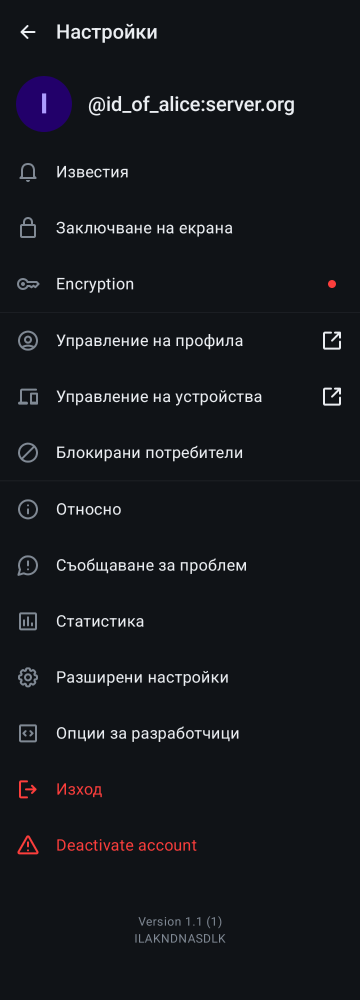 Настройки
I
@id_of_alice:server.org
Известия
Заключване на екрана
Encryption
Управление на профила
Управление на устройства
Блокирани потребители
Относно
Съобщаване за проблем
Статистика
Разширени настройки
Опции за разработчици
Изход
Deactivate account
Version 1.1 (1)
ILAKNDNASDLK